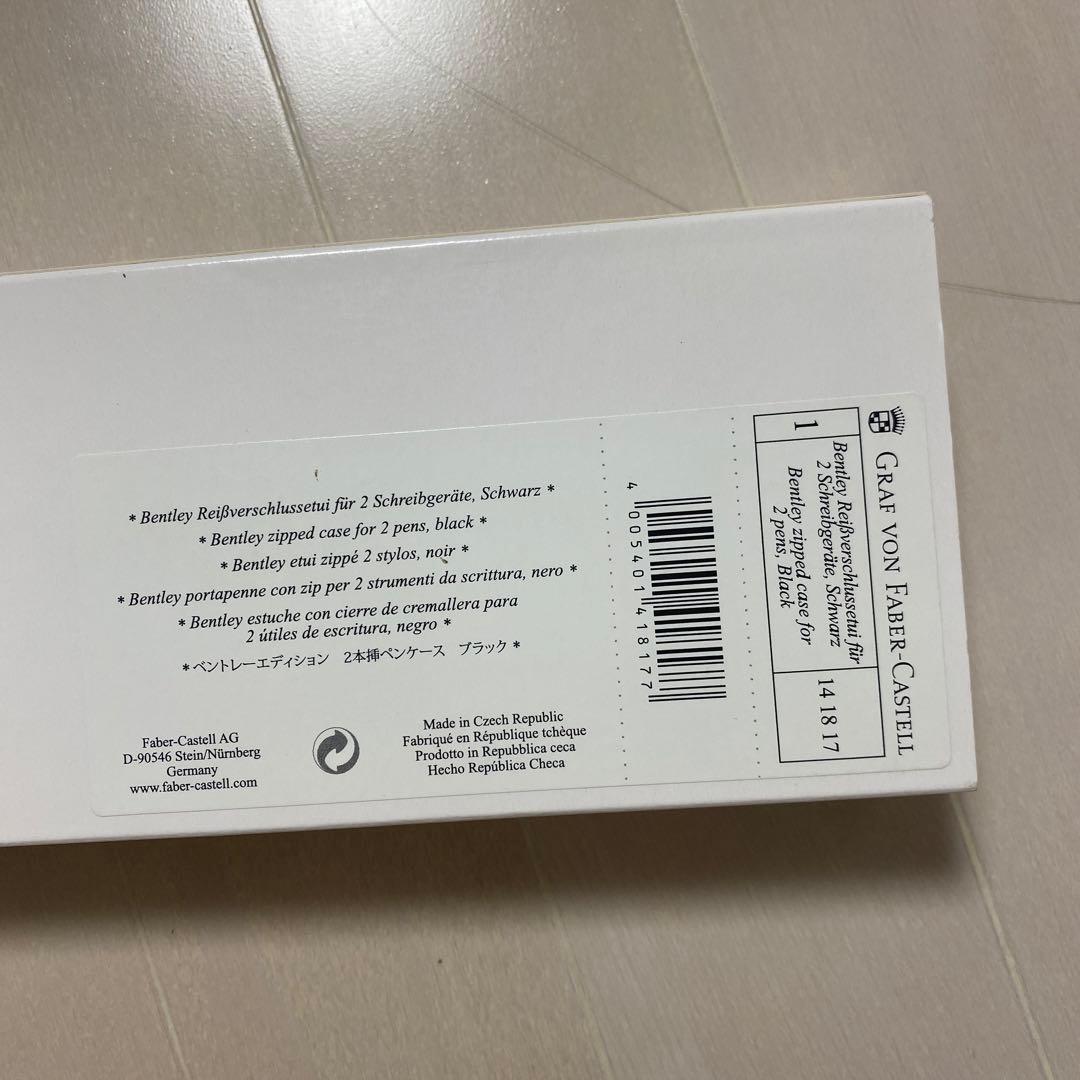 * Bentley Reißverschlussetui für 2 Schreibgeräte, Schwarz *
* Bentley zipped case for 2 pens, black *
* Bentley etui zippé 2 stylos, noir *
* Bentley portapenne con zip per 2 strumenti da scrittura, nero *
* Bentley estuche con cierre de cremallera para
2 útiles de escritura, negro *
*ベントレーエディション 2本挿ペンケース ブラック*
Faber-Castell AG
D-90546 Stein/Nürnberg
Germany
www.faber-castell.com
Made in Czech Republic
Fabriqué en République tchèque
Prodotto in Repubblica ceca
Hecho República Checa
4 005401 418177
GRAF VON FABER-CASTELL
1
Bentley Reißverschlussetui für
2 Schreibgeräte, Schwarz
Bentley zipped case for
2 pens, Black
14 18 17